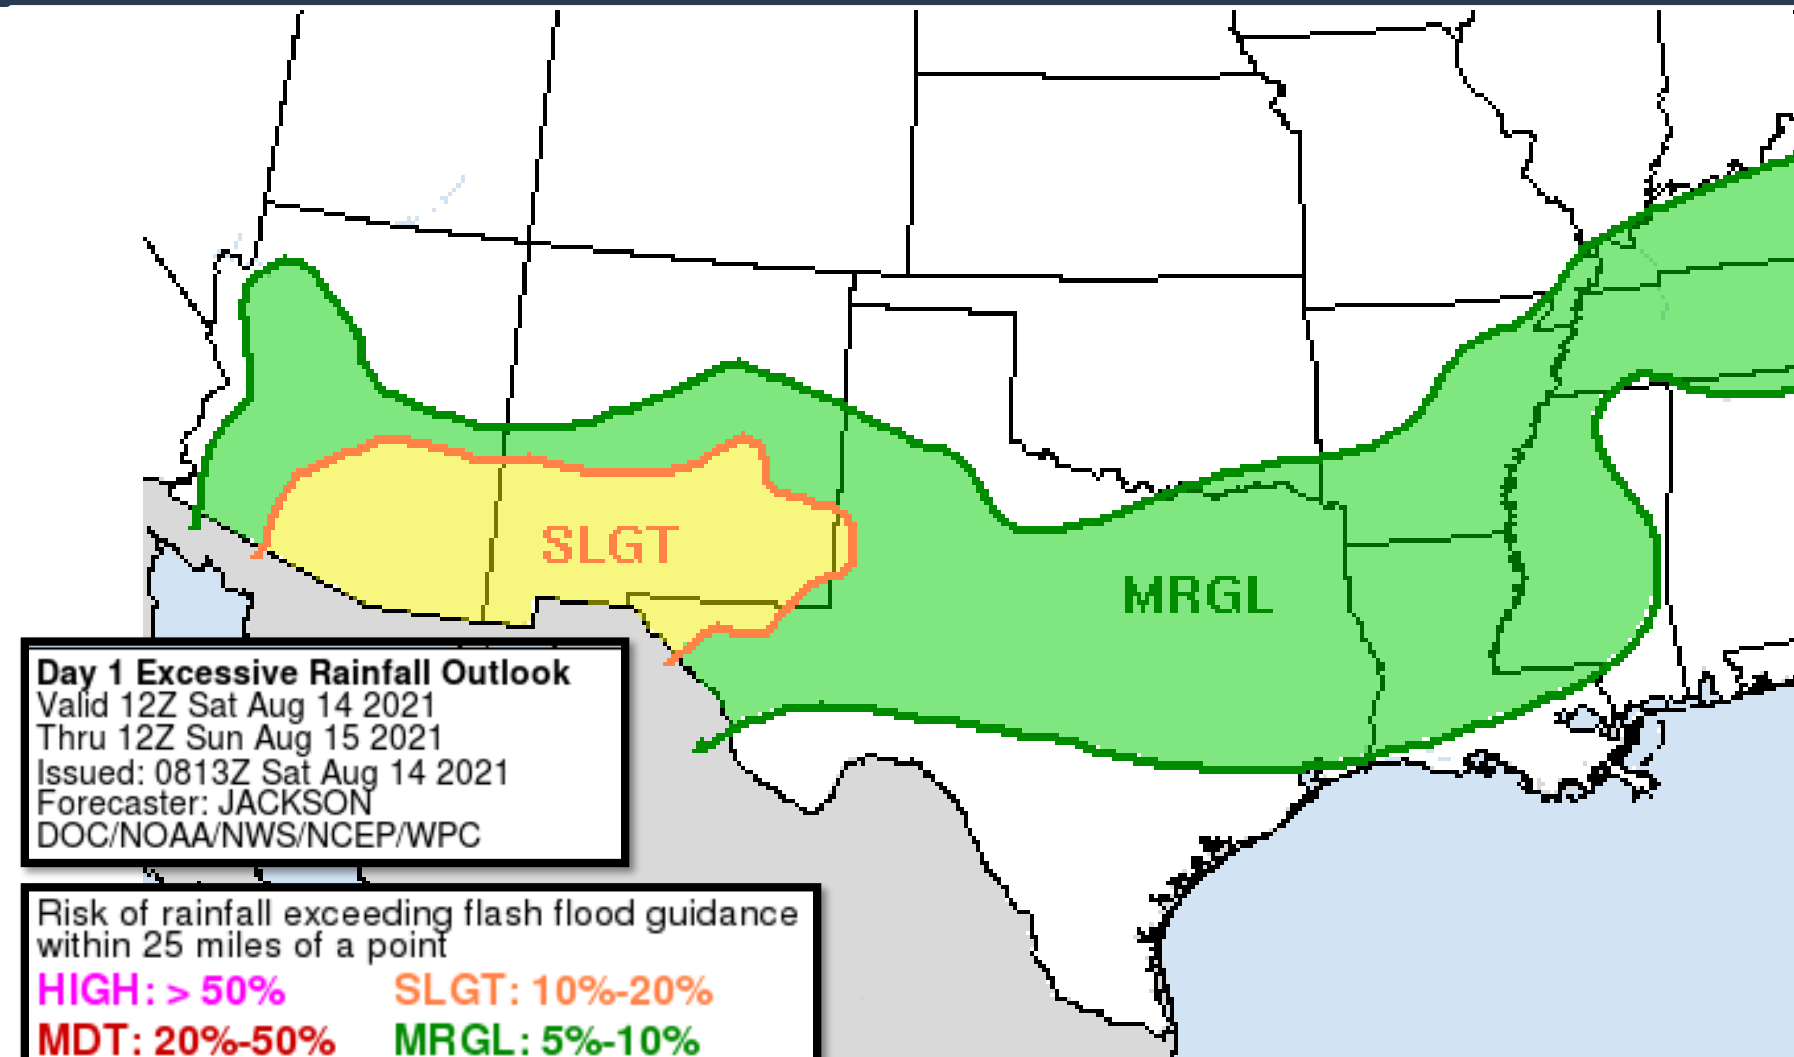 SLGT
MRGL
Day 1 Excessive Rainfall Outlook
Valid 12Z Sat Aug 14 2021
Thru 12Z Sun Aug 15 2021
Issued: 0813Z Sat Aug 14 2021
Forecaster: JACKSON
DOC/NOAA/NWS/NCEP/WPC
Risk of rainfall exceeding flash flood guidance
within 25 miles of a point
HIGH: > 50% SLGT: 10%-20%
MDT: 20%-50% MRGL: 5%-10%